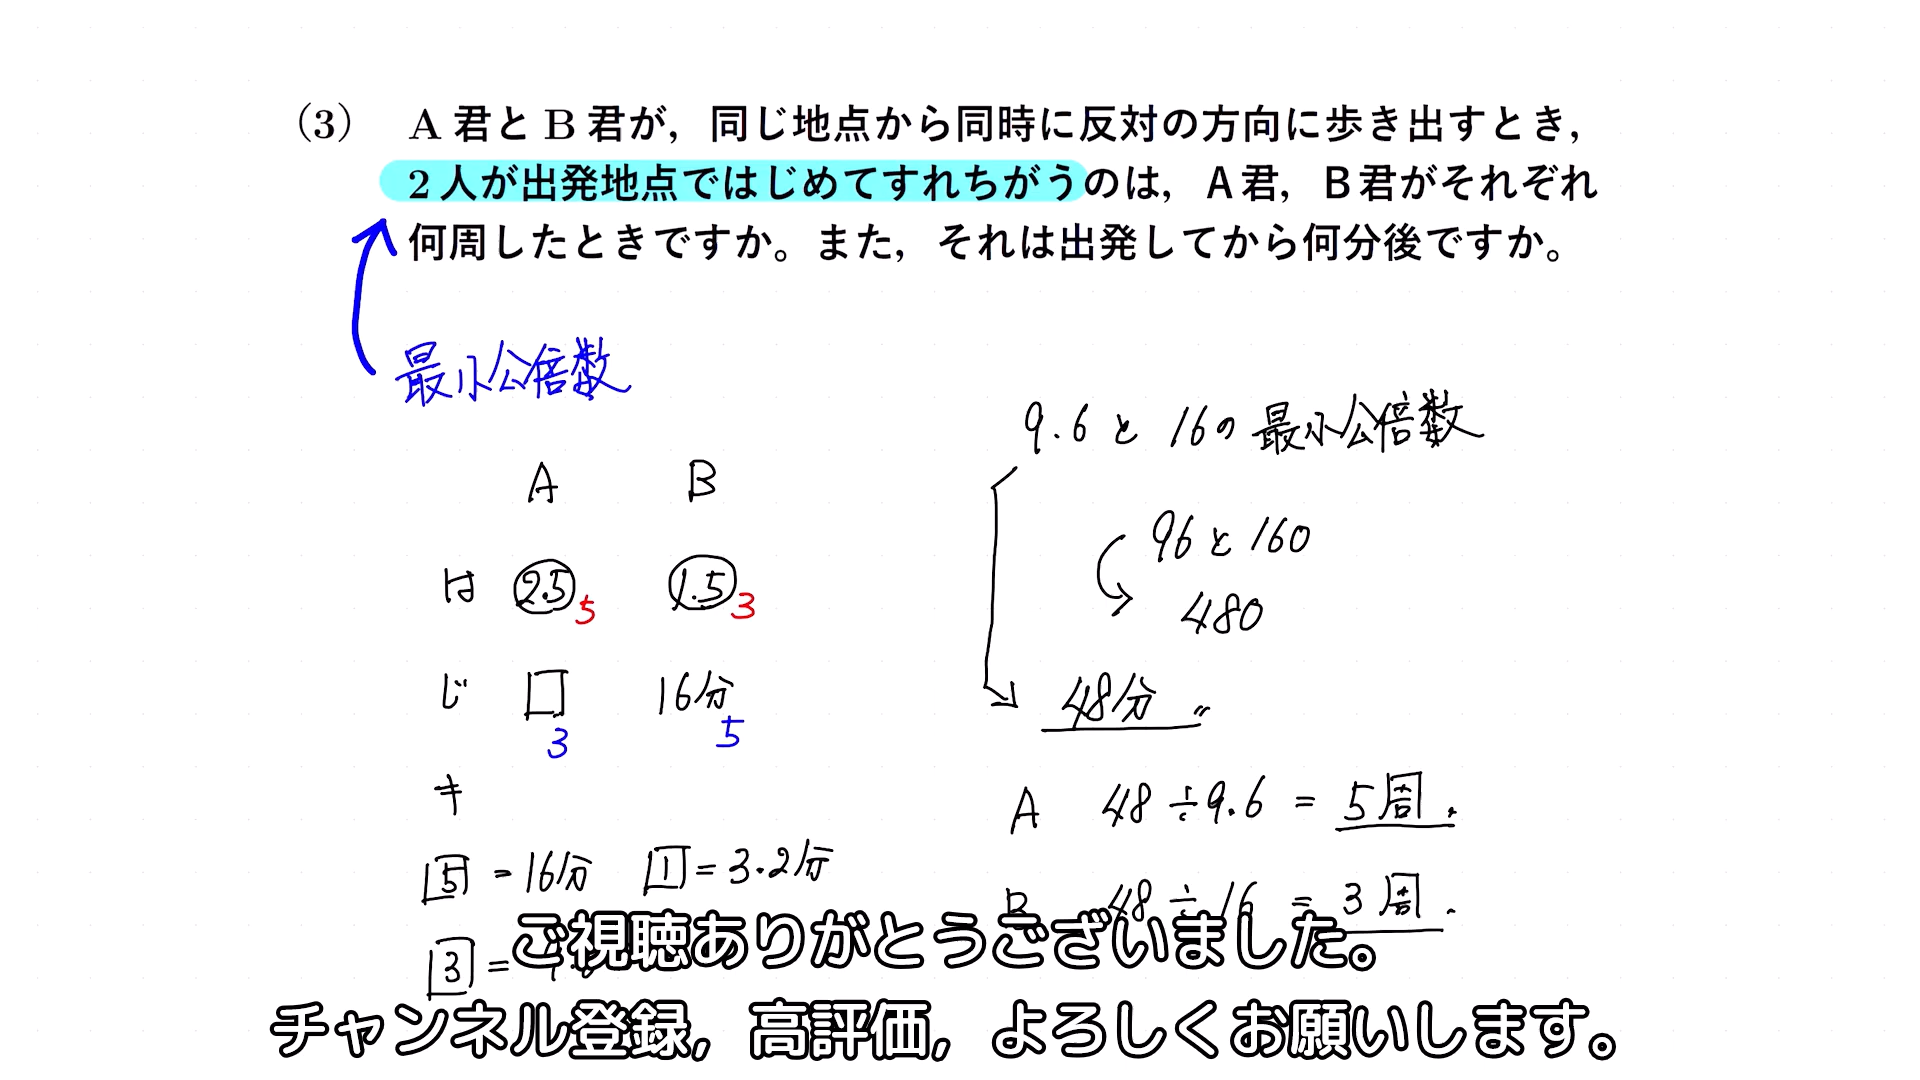 (3) A 君と B 君が，同じ地点から同時に反対の方向に歩き出すとき，
2 人が出発地点ではじめてすれちがうのは，A君，B君がそれぞれ
何周したときですか。また，それは出発してから何分後ですか。
最小公倍数
A B
は 2.5 5 1.5 3
じ □ 3 16分 5
キ
5 = 16分 1 = 3.2分
3 =
9.6 と 16の最小公倍数
96 と 160
480
48分
A 48 ÷ 9.6 = 5周.
B 48 ÷ 16 = 3周.
ご視聴ありがとうございました。
チャンネル登録，高評価，よろしくお願いします。